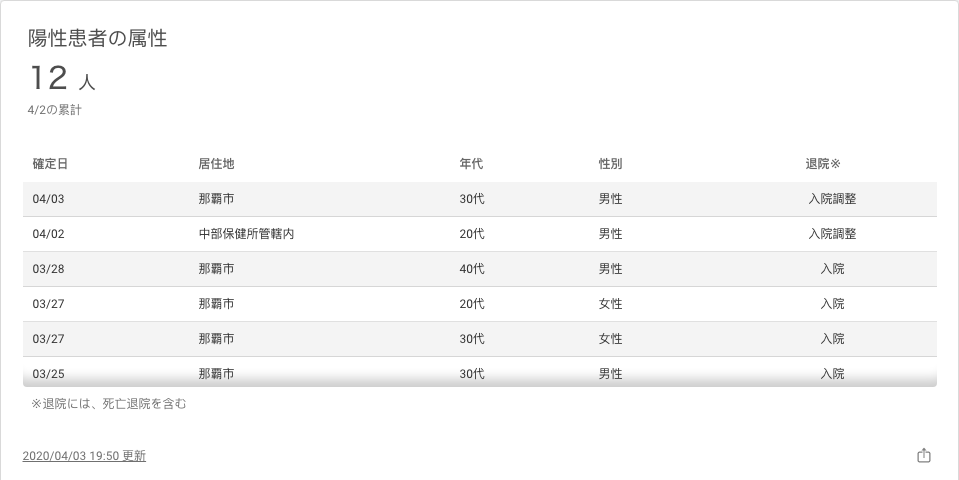 陽性患者の属性
12 人
4/2の累計
確定日 居住地 年代 性別 退院※
04/03 那覇市 30代 男性 入院調整
04/02 中部保健所管轄内 20代 男性 入院調整
03/28 那覇市 40代 男性 入院
03/27 那覇市 20代 女性 入院
03/27 那覇市 30代 女性 入院
03/25 那覇市 30代 男性 入院
※退院には、死亡退院を含む
2020/04/03 19:50 更新